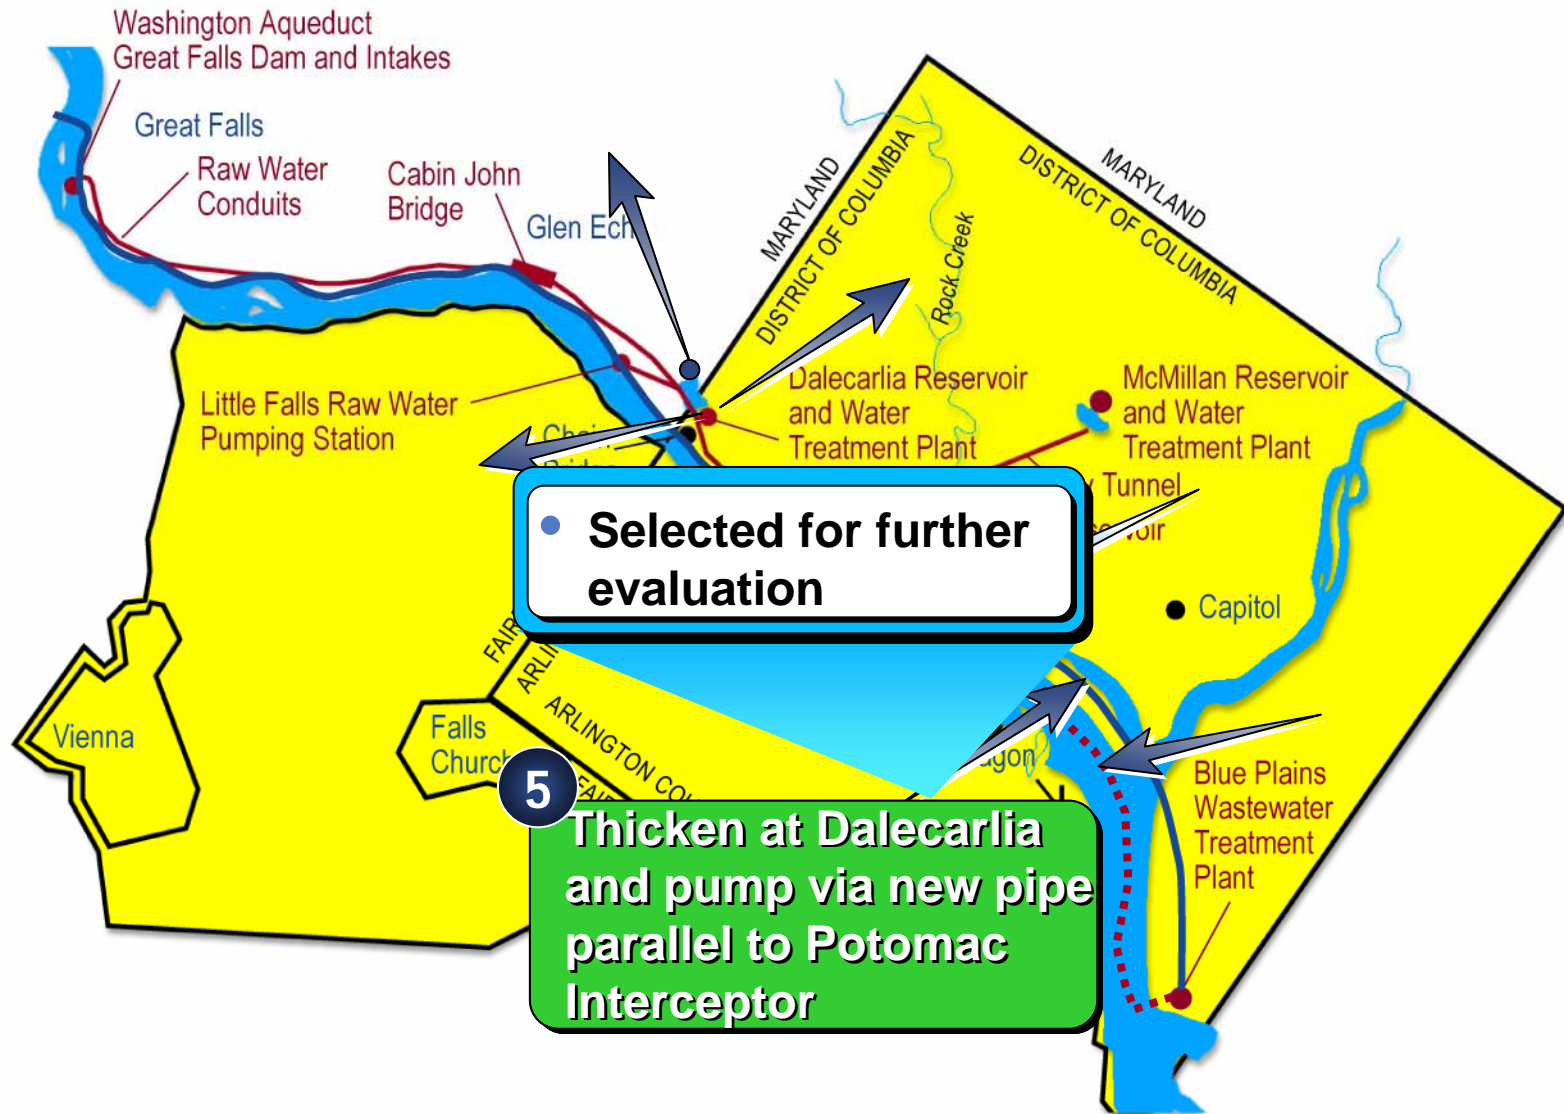 Washington Aqueduct
Great Falls Dam and Intakes
Great Falls
Raw Water
Conduits
Cabin John
Bridge
Glen Ech
MARYLAND
DISTRICT OF COLUMBIA
Rock Creek
MARYLAND
DISTRICT OF COLUMBIA
Little Falls Raw Water
Pumping Station
Dalecarlia Reservoir
and Water
Treatment Plant
McMillan Reservoir
and Water
Treatment Plant
Tunnel
• Selected for further
evaluation
Capitol
Vienna
Falls
Church
ARLINGTON
5
Thicken at Dalecarlia
and pump via new pipe
parallel to Potomac
Interceptor
Blue Plains
Wastewater
Treatment
Plant